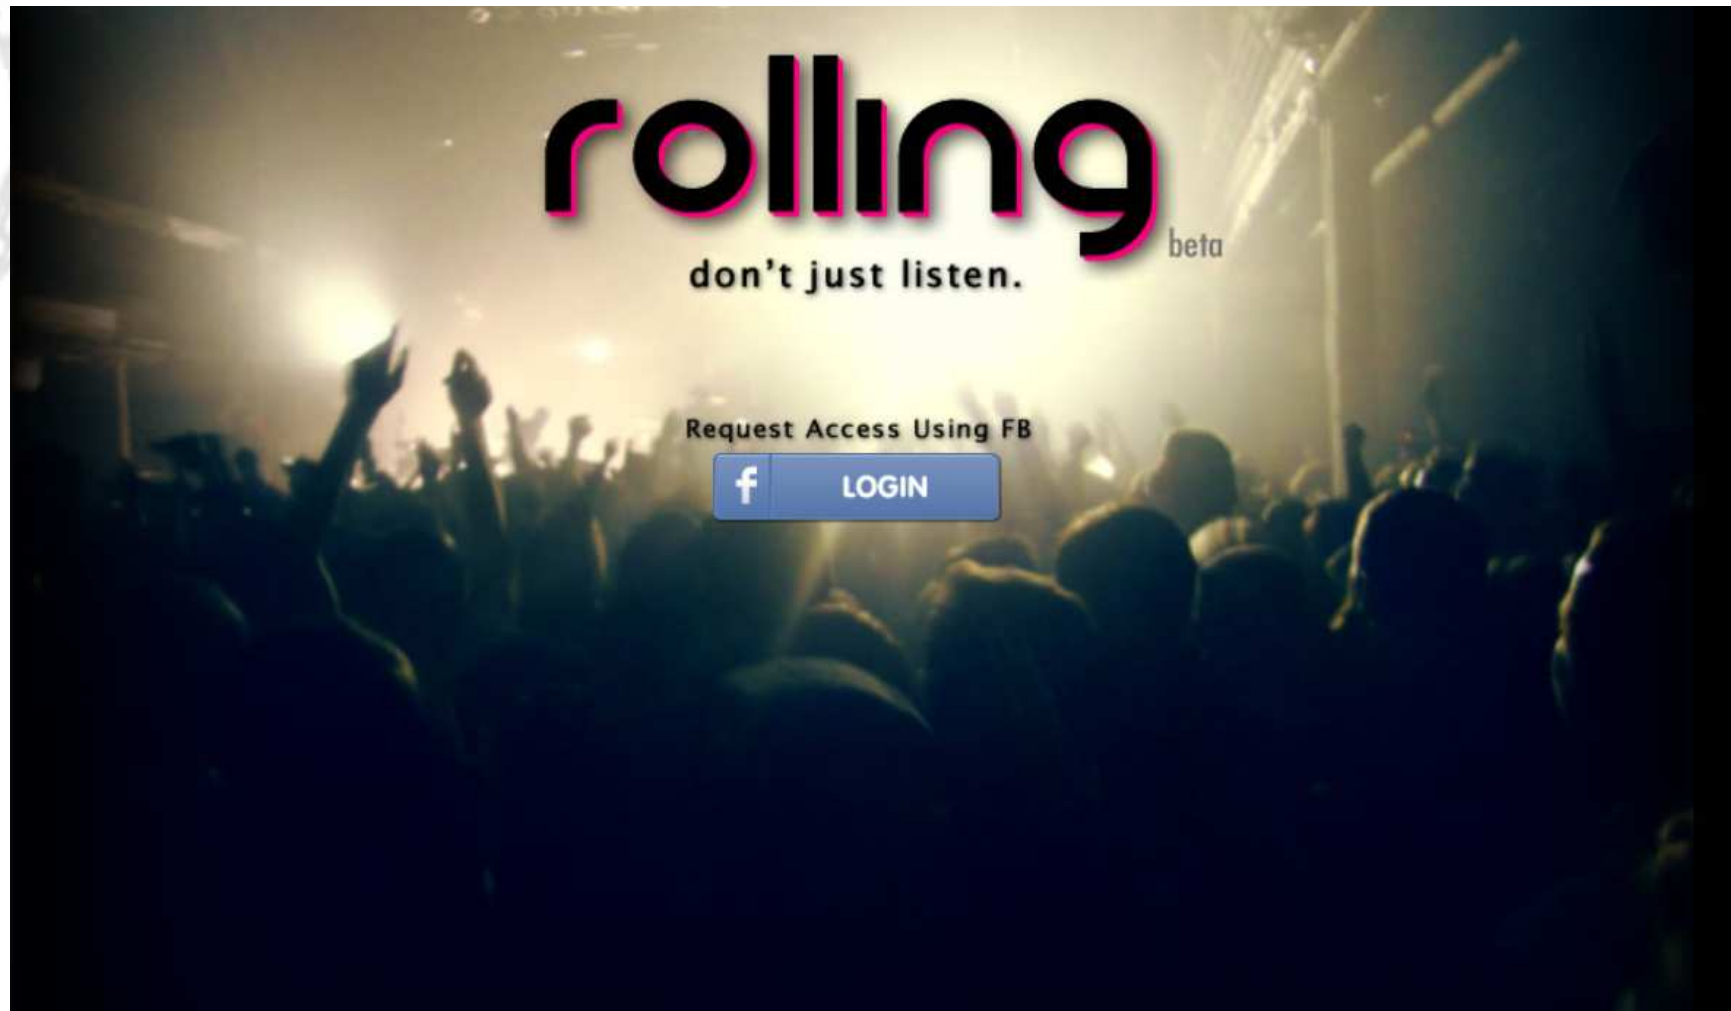 rolling
beta
don't just listen.
Request Access Using FB
f LOGIN